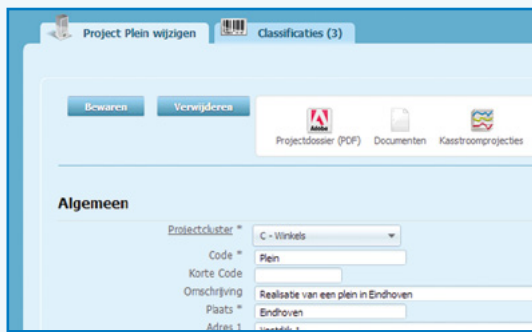 Project Plein wijzigen
Classificaties (3)
Bewaren
Verwijderen
Adobe
Projectdossier (PDF)
Documenten
Kasstroomprojecties
Algemeen
Projectcluster *
C - Winkels
Code *
Plein
Korte Code
Omschrijving
Realisatie van een plein in Eindhoven
Plaats *
Eindhoven
Adres 1